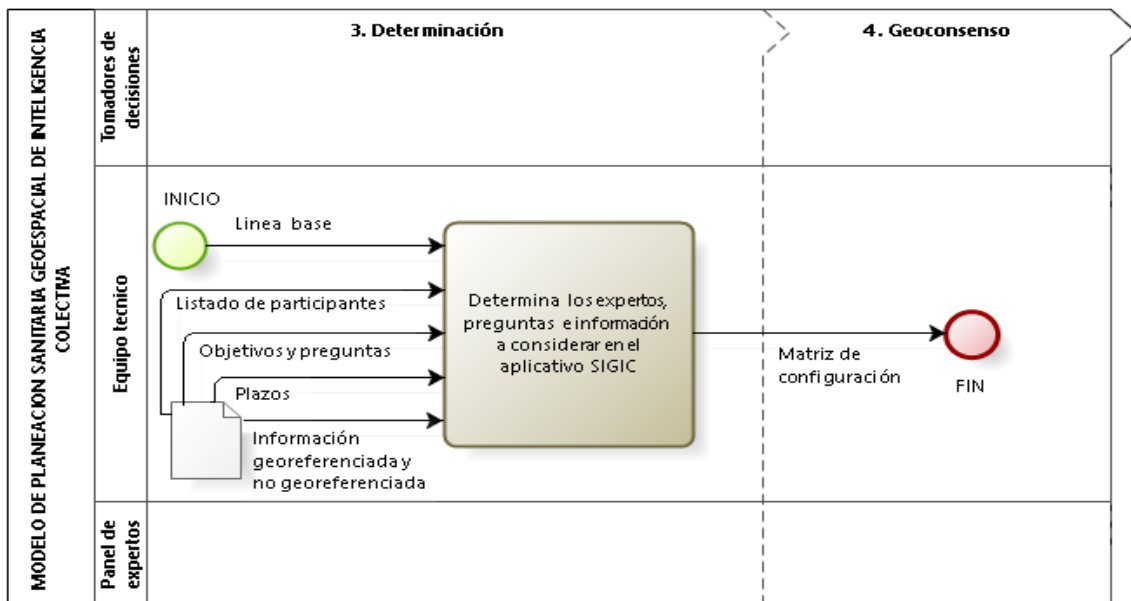 MODELO DE PLANEACION SANITARIA GEOESPACIAL DE INTELIGENCIA
COLECTIVA
Tomadores de
decisiones
Equipo tecnico
Panel de
expertos
3. Determinación
4. Geoconsenso
INICIO
Linea base
Listado de participantes
Objetivos y preguntas
Plazos
Información
georeferenciada y
no georeferenciada
Determina los expertos,
preguntas e información
a considerar en el
aplicativo SIGIC
Matriz de
configuración
FIN